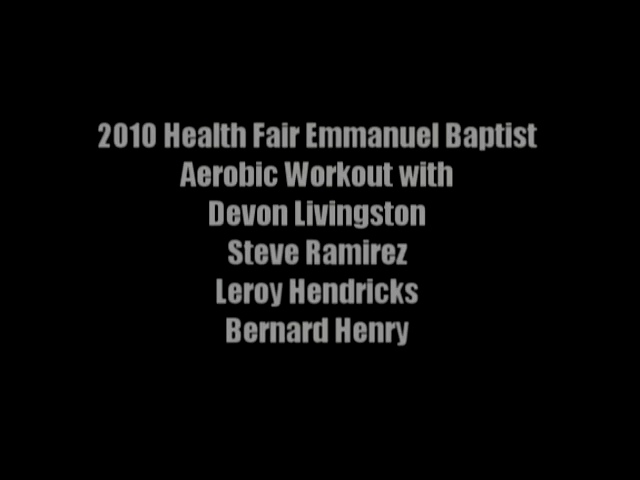 2010 Health Fair Emmanuel Baptist
Aerobic Workout with
Devon Livingston
Steve Ramirez
Leroy Hendricks
Bernard Henry